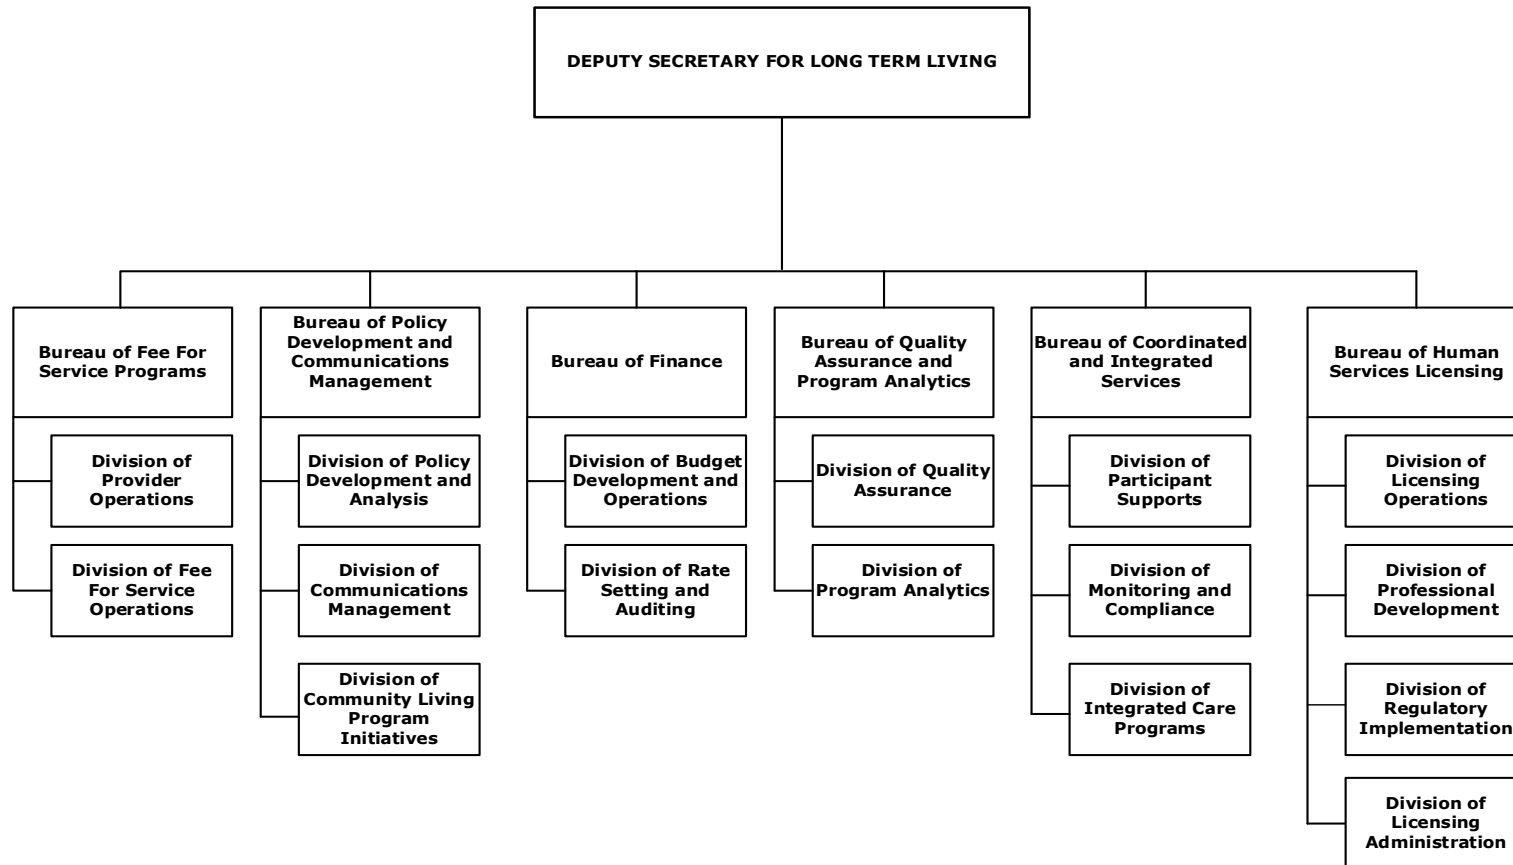 DEPUTY SECRETARY FOR LONG TERM LIVING
Bureau of Fee For
Service Programs
Division of
Provider
Operations
Division of Fee
For Service
Operations
Bureau of Policy
Development and
Communications
Management
Division of Policy
Development and
Analysis
Division of
Communications
Management
Division of
Community Living
Program
Initiatives
Bureau of Finance
Division of Budget
Development and
Operations
Division of Rate
Setting and
Auditing
Bureau of Quality
Assurance and
Program Analytics
Division of Quality
Assurance
Division of
Program Analytics
Bureau of Coordinated
and Integrated
Services
Division of
Participant
Supports
Division of
Monitoring and
Compliance
Division of
Integrated Care
Programs
Bureau of Human
Services Licensing
Division of
Licensing
Operations
Division of
Professional
Development
Division of
Regulatory
Implementation
Division of
Licensing
Administration